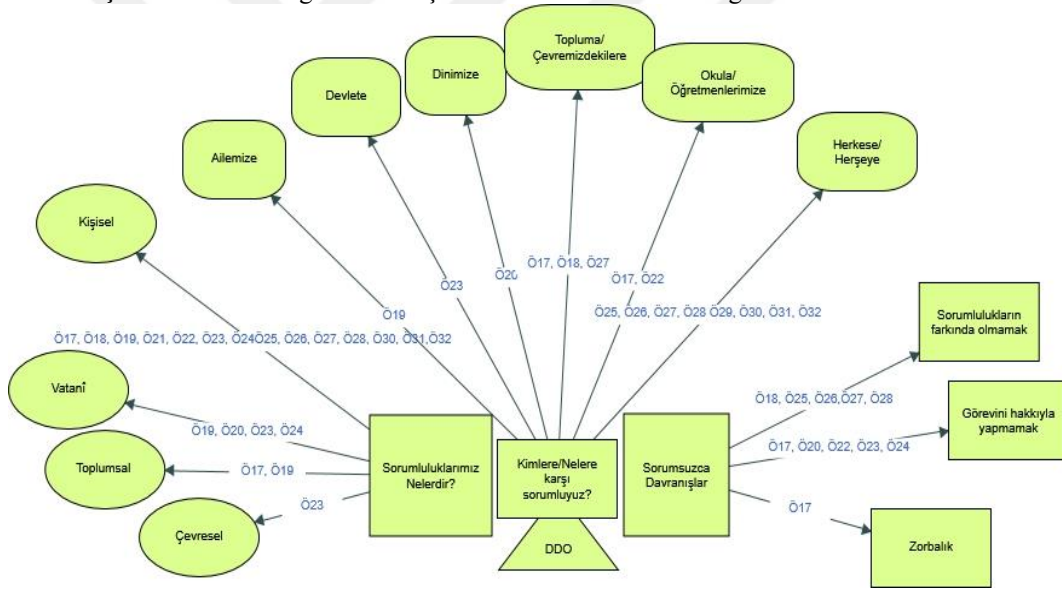 Topluma/
Çevremizdekilere
Dinimize
Okula/
Öğretmenlerimize
Devlete
Herkese/
Herşeye
Ailemize
Kişisel
Ö17, Ö18, Ö27
Ö20
Ö17, Ö22
Ö23
Ö25, Ö26, Ö27, Ö28 Ö29, Ö30, Ö31, Ö32
Ö19
Sorumlulukların
farkında olmamak
Ö17, Ö18, Ö19, Ö21, Ö22, Ö23, Ö24Ö25, Ö26, Ö27, Ö28, Ö30, Ö31,Ö32
Vatanî
Ö18, Ö25, Ö26,Ö27, Ö28
Görevini hakkıyla
yapmamak
Ö19, Ö20, Ö23, Ö24
Ö17, Ö20, Ö22, Ö23, Ö24
Toplumsal
Ö17, Ö19
Sorumluluklarımız
Nelerdir?
Kimlere/Nelere
karşı
sorumluyuz?
Sorumsuzca
Davranışlar
Ö23
Ö17
Çevresel
DDO
Zorbalık